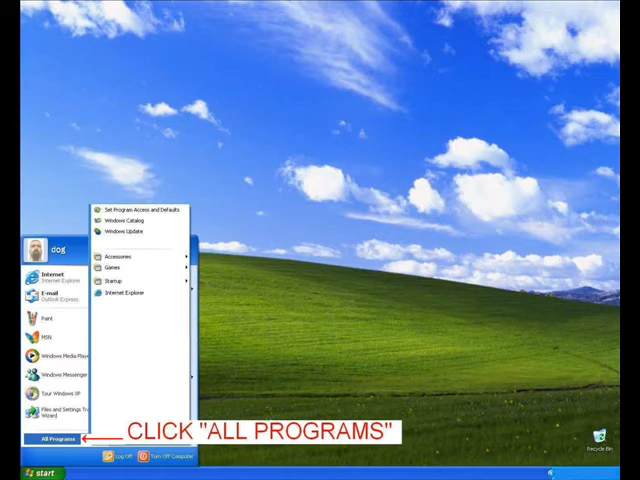 Set Program Access and Defaults
Windows Catalog
Windows Update
dog
Accessories
Games
Startup
Internet Explorer
Internet
Internet Explorer
E-mail
Outlook Express
Paint
MSN
Windows Media Playe
Windows Messenger
Tour Windows XP
Files and Settings Tra
Wizard
All Programs
CLICK "ALL PROGRAMS"
Log Off
Turn Off Computer
start
Recycle Bin